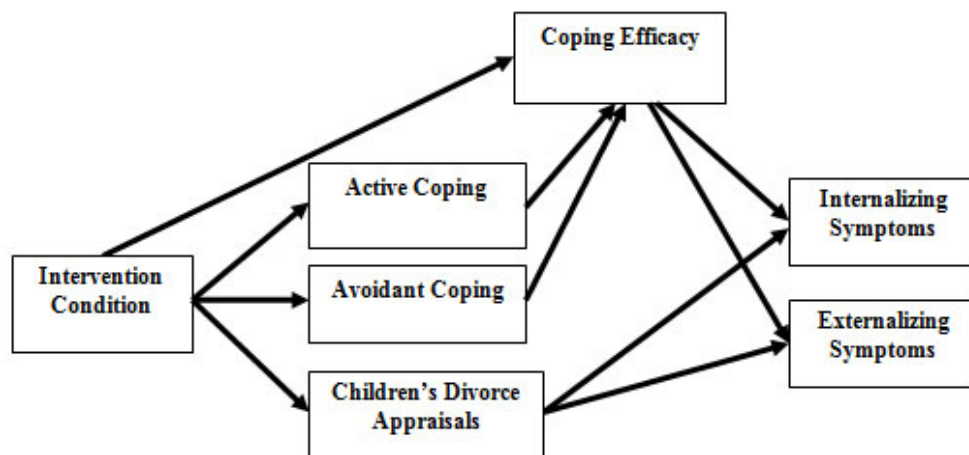 Coping Efficacy
Active Coping
Internalizing
Symptoms
Intervention
Condition
Avoidant Coping
Externalizing
Symptoms
Children's Divorce
Appraisals